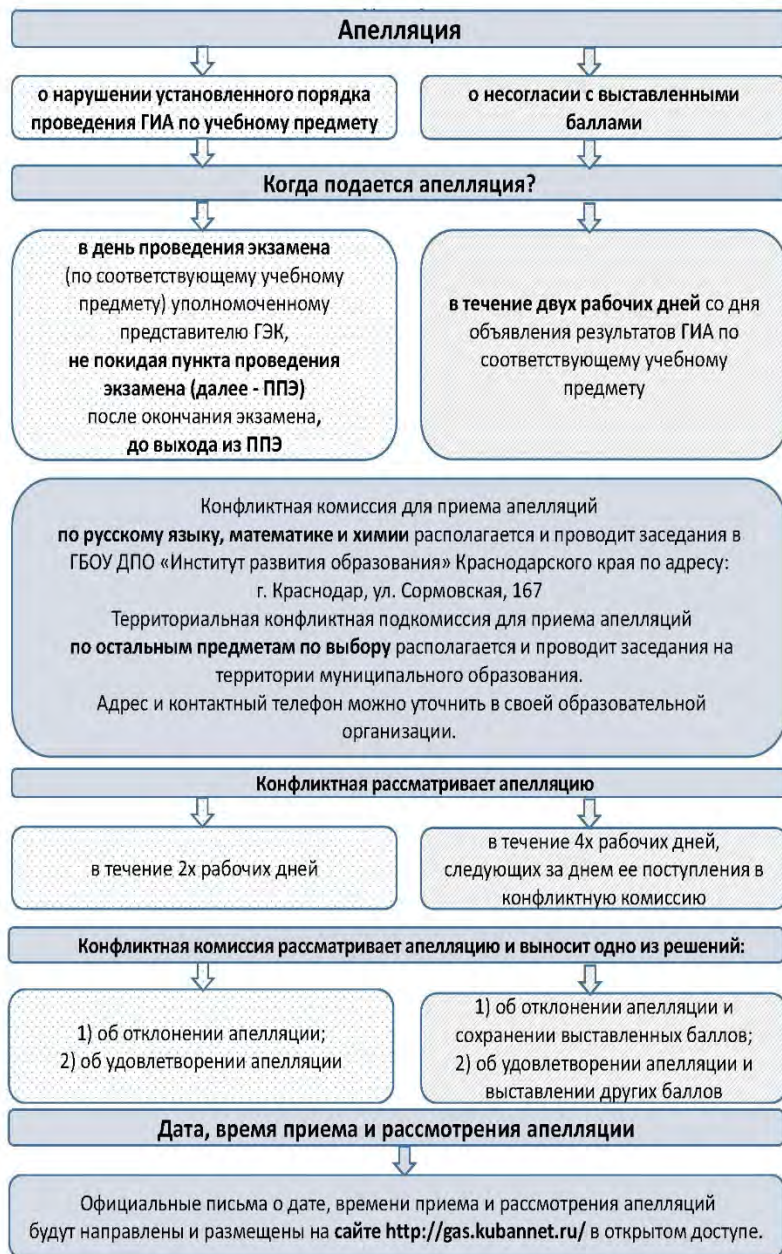 Апелляция
о нарушении установленного порядка
проведения ГИА по учебному предмету
о несогласии с выставленными
баллами
Когда подается апелляция?
в день проведения экзамена
(по соответствующему учебному
предмету) уполномоченному
представителю ГЭК,
не покидая пункта проведения
экзамена (далее - ППЭ)
после окончания экзамена,
до выхода из ППЭ
в течение двух рабочих дней со дня
объявления результатов ГИА по
соответствующему учебному
предмету
Конфликтная комиссия для приема апелляций
по русскому языку, математике и химии располагается и проводит заседания в
ГБОУ ДПО «Институт развития образования» Краснодарского края по адресу:
г. Краснодар, ул. Сормовская, 167
Территориальная конфликтная подкомиссия для приема апелляций
по остальным предметам по выбору располагается и проводит заседания на
территории муниципального образования.
Адрес и контактный телефон можно уточнить в своей образовательной
организации.
Конфликтная рассматривает апелляцию
в течение 2х рабочих дней
в течение 4х рабочих дней,
следующих за днем ее поступления в
конфликтную комиссию
Конфликтная комиссия рассматривает апелляцию и выносит одно из решений:
1) об отклонении апелляции;
2) об удовлетворении апелляции
1) об отклонении апелляции и
сохранении выставленных баллов;
2) об удовлетворении апелляции и
выставлении других баллов
Дата, время приема и рассмотрения апелляции
Официальные письма о дате, времени приема и рассмотрения апелляций
будут направлены и размещены на сайте http://gas.kubannet.ru/ в открытом доступе.